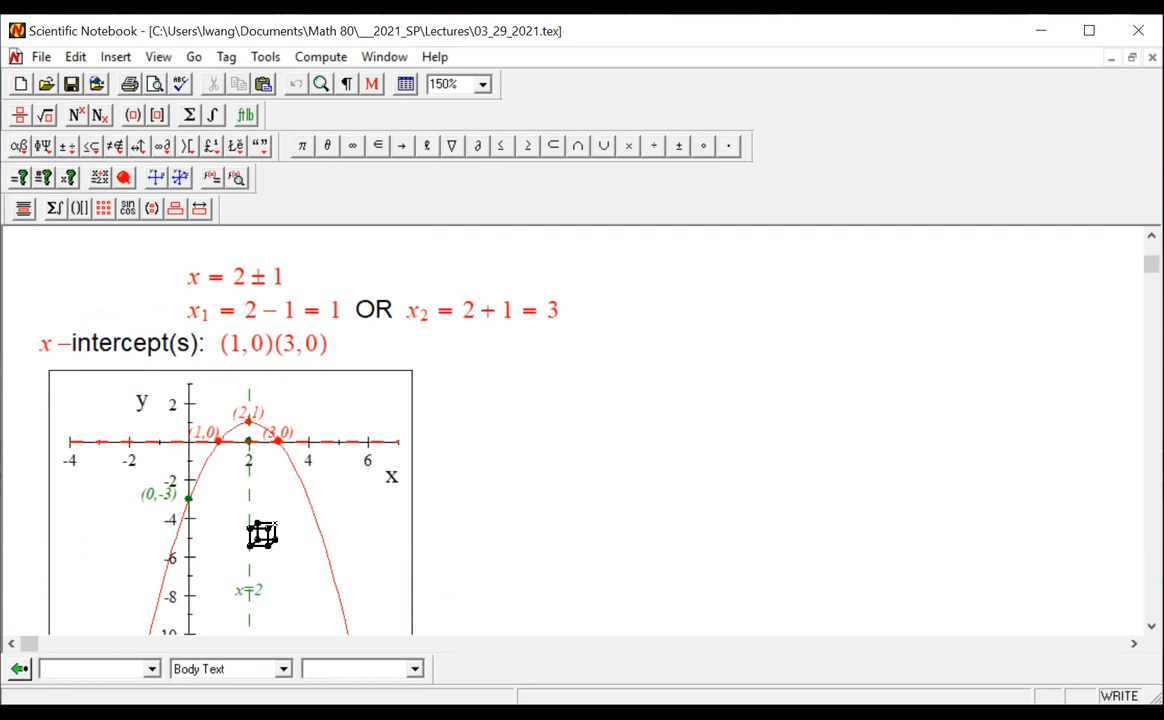 Scientific Notebook - [C:\Users\lwang\Documents\Math 80\__2021_SP\Lectures\03_29_2021.tex]
File Edit Insert View Go Tag Tools Compute Window Help
150%
x = 2 ± 1
x₁ = 2 − 1 = 1 OR x₂ = 2 + 1 = 3
x −intercept(s): (1,0)(3,0)
y 2 (2,1)
(1,0) (3,0)
-4 -2 2 4 6
x
-2
(0,-3)
-4
-6
x=2
-8
10
Body Text
WRITE